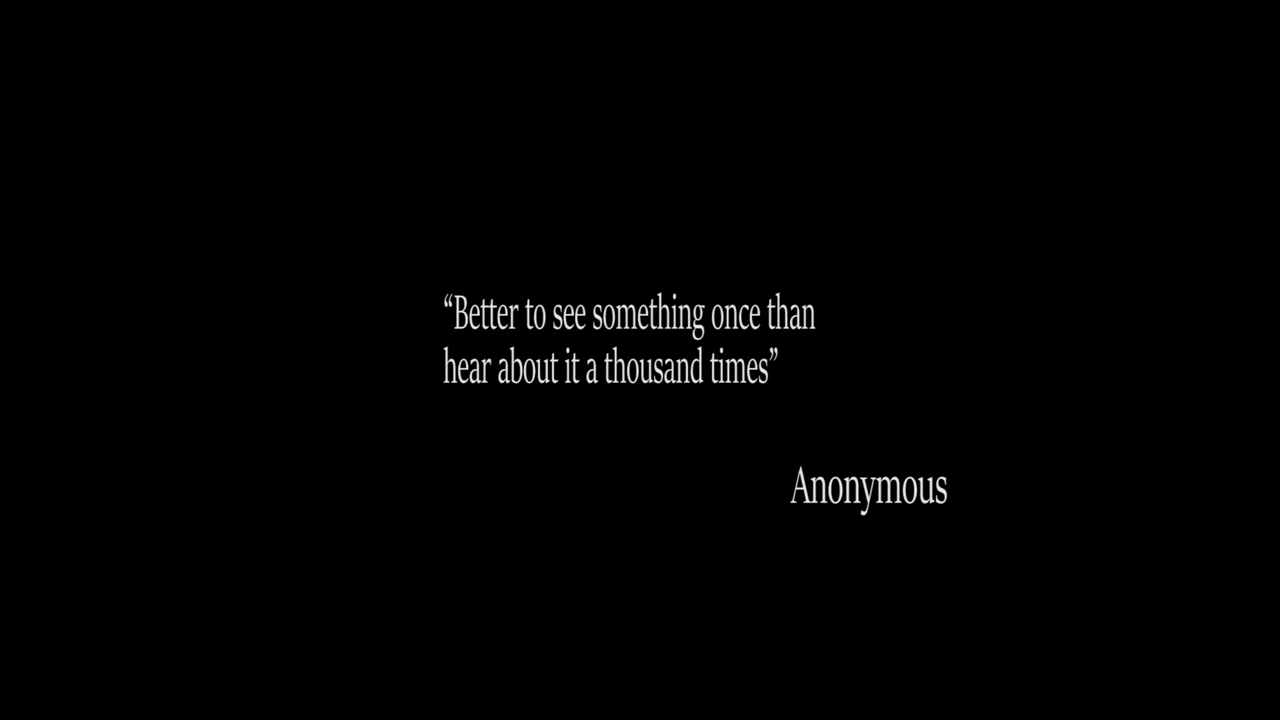 “Better to see something once than
hear about it a thousand times”
Anonymous